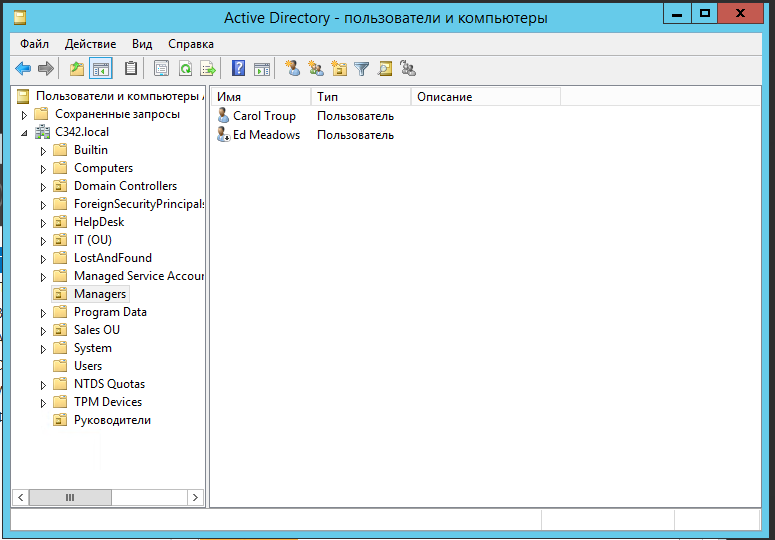 Active Directory - пользователи и компьютеры
Файл Действие Вид Справка
Пользователи и компьютеры
Сохраненные запросы
C342.local
Builtin
Computers
Domain Controllers
ForeignSecurityPrincipals
HelpDesk
IT (OU)
LostAndFound
Managed Service Accour
Managers
Program Data
Sales OU
System
Users
NTDS Quotas
TPM Devices
Руководители
Имя Тип Описание
Carol Troup Пользователь
Ed Meadows Пользователь